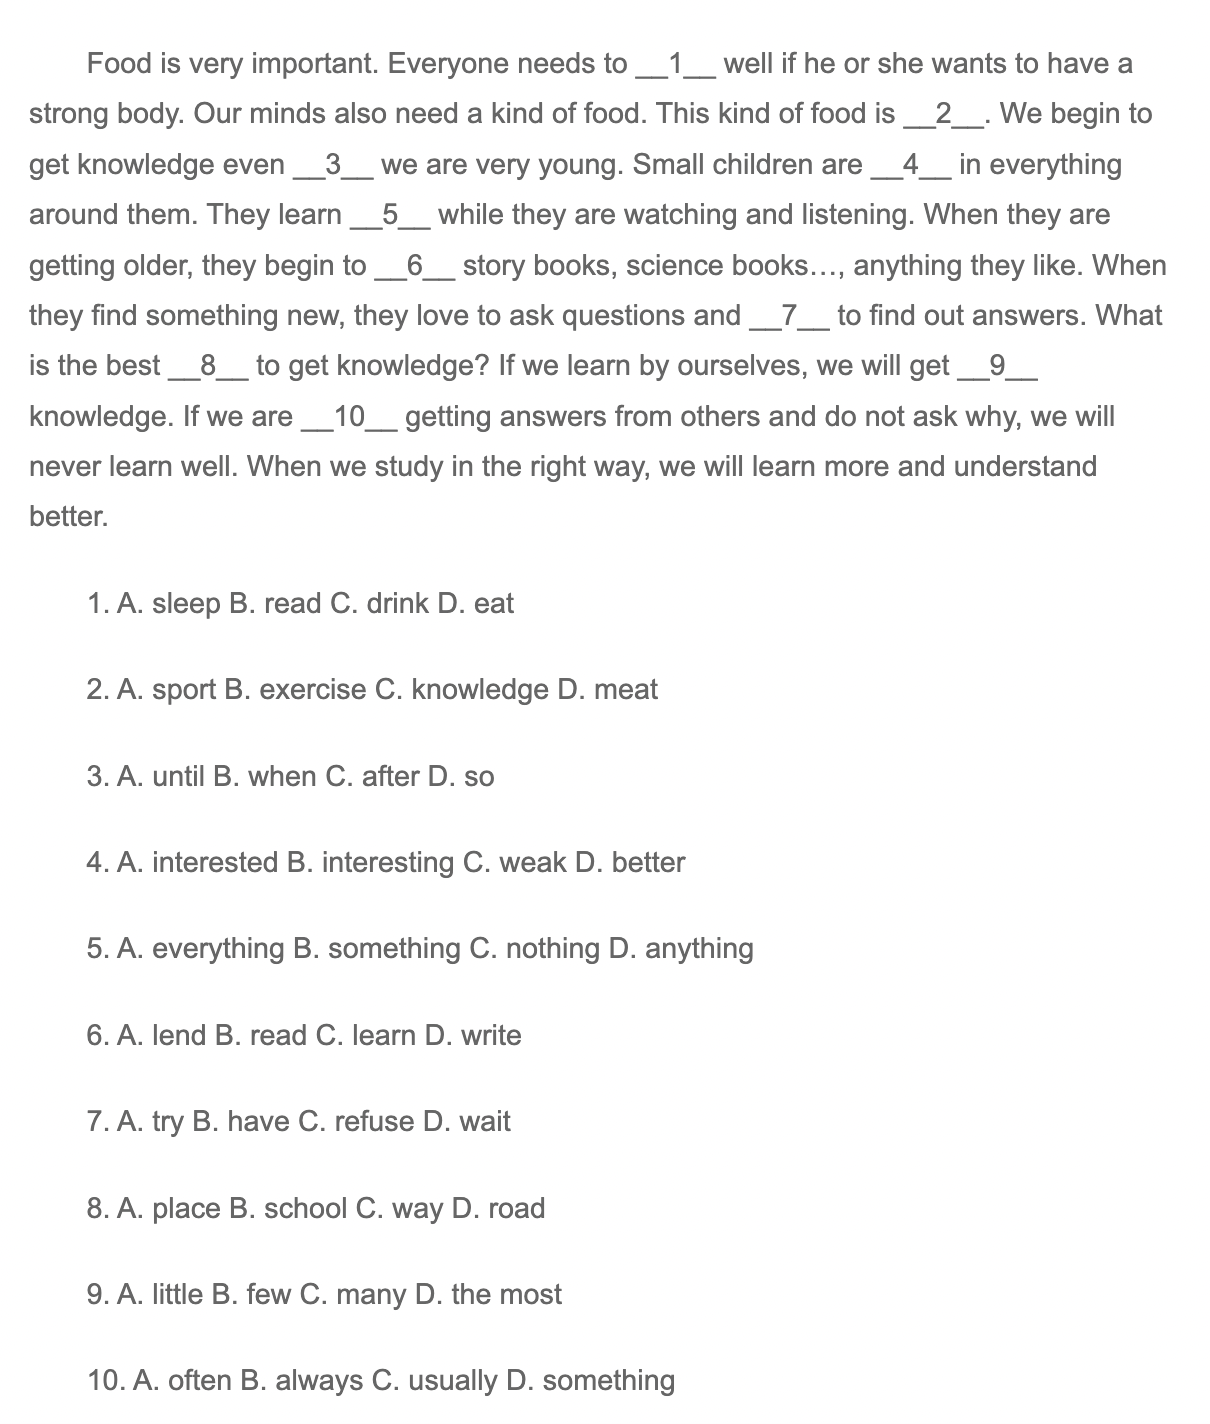 Food is very important. Everyone needs to __1__ well if he or she wants to have a
strong body. Our minds also need a kind of food. This kind of food is __2__. We begin to
get knowledge even __3__ we are very young. Small children are __4__ in everything
around them. They learn __5__ while they are watching and listening. When they are
getting older, they begin to __6__ story books, science books…, anything they like. When
they find something new, they love to ask questions and __7__ to find out answers. What
is the best __8__ to get knowledge? If we learn by ourselves, we will get __9__
knowledge. If we are __10__ getting answers from others and do not ask why, we will
never learn well. When we study in the right way, we will learn more and understand
better.
1. A. sleep B. read C. drink D. eat
2. A. sport B. exercise C. knowledge D. meat
3. A. until B. when C. after D. so
4. A. interested B. interesting C. weak D. better
5. A. everything B. something C. nothing D. anything
6. A. lend B. read C. learn D. write
7. A. try B. have C. refuse D. wait
8. A. place B. school C. way D. road
9. A. little B. few C. many D. the most
10. A. often B. always C. usually D. something